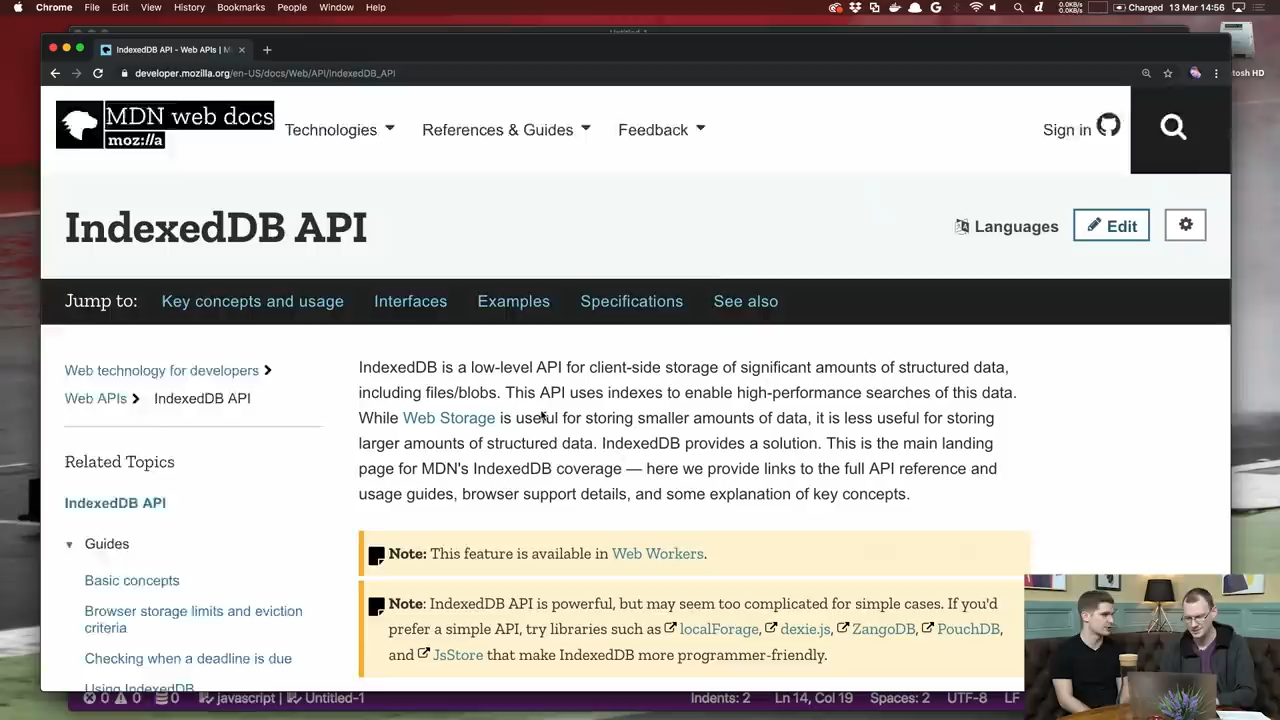 Chrome File Edit View History Bookmarks People Window Help
0.0KB/s
0.0KB/s
Charged 13 Mar 14:56
Untitled-1
IndexedDB API - Web APIs | M
developer.mozilla.org/en-US/docs/Web/API/IndexedDB_API
tosh HD
MDN web docs
moz://a
Technologies References & Guides Feedback
Sign in
IndexedDB API
Languages
Edit
Jump to: Key concepts and usage Interfaces Examples Specifications See also
Web technology for developers
Web APIs IndexedDB API
Related Topics
IndexedDB API
Guides
Basic concepts
Browser storage limits and eviction
criteria
Checking when a deadline is due
Using IndexedDB
IndexedDB is a low-level API for client-side storage of significant amounts of structured data,
including files/blobs. This API uses indexes to enable high-performance searches of this data.
While Web Storage is useful for storing smaller amounts of data, it is less useful for storing
larger amounts of structured data. IndexedDB provides a solution. This is the main landing
page for MDN's IndexedDB coverage — here we provide links to the full API reference and
usage guides, browser support details, and some explanation of key concepts.
Note: This feature is available in Web Workers.
Note: IndexedDB API is powerful, but may seem too complicated for simple cases. If you'd
prefer a simple API, try libraries such as localForage, dexie.js, ZangoDB, PouchDB,
and JsStore that make IndexedDB more programmer-friendly.
0 0 0 javascript Untitled-1 Indents: 2 Ln 14, Col 19 Spaces: 2 UTF-8 LF